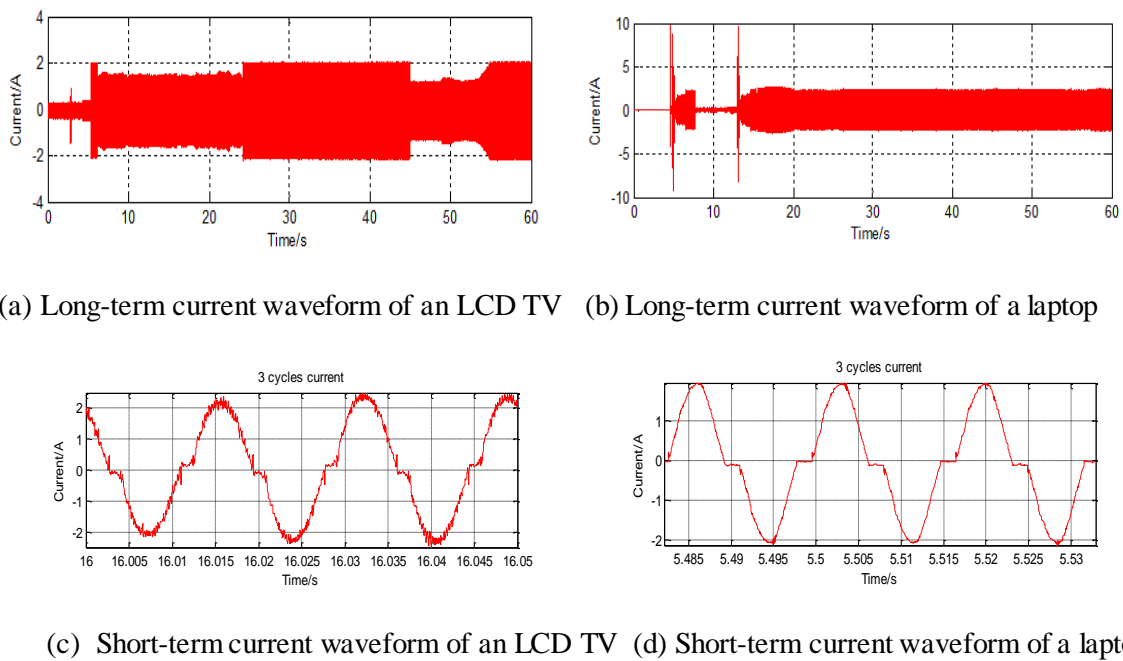 4
2
0
-2
-4
Current/A
0 10 20 30 40 50 60
Time/s
10
5
0
-5
-10
Current/A
0 10 20 30 40 50 60
Time/s
(a) Long-term current waveform of an LCD TV (b) Long-term current waveform of a laptop
3 cycles current
2
1
0
-1
-2
Current/A
16 16.005 16.01 16.015 16.02 16.025 16.03 16.035 16.04 16.045 16.05
Time/s
3 cycles current
1
0
-1
-2
Current/A
5.485 5.49 5.495 5.5 5.505 5.51 5.515 5.52 5.525 5.53
Time/s
(c) Short-term current waveform of an LCD TV (d) Short-term current waveform of a